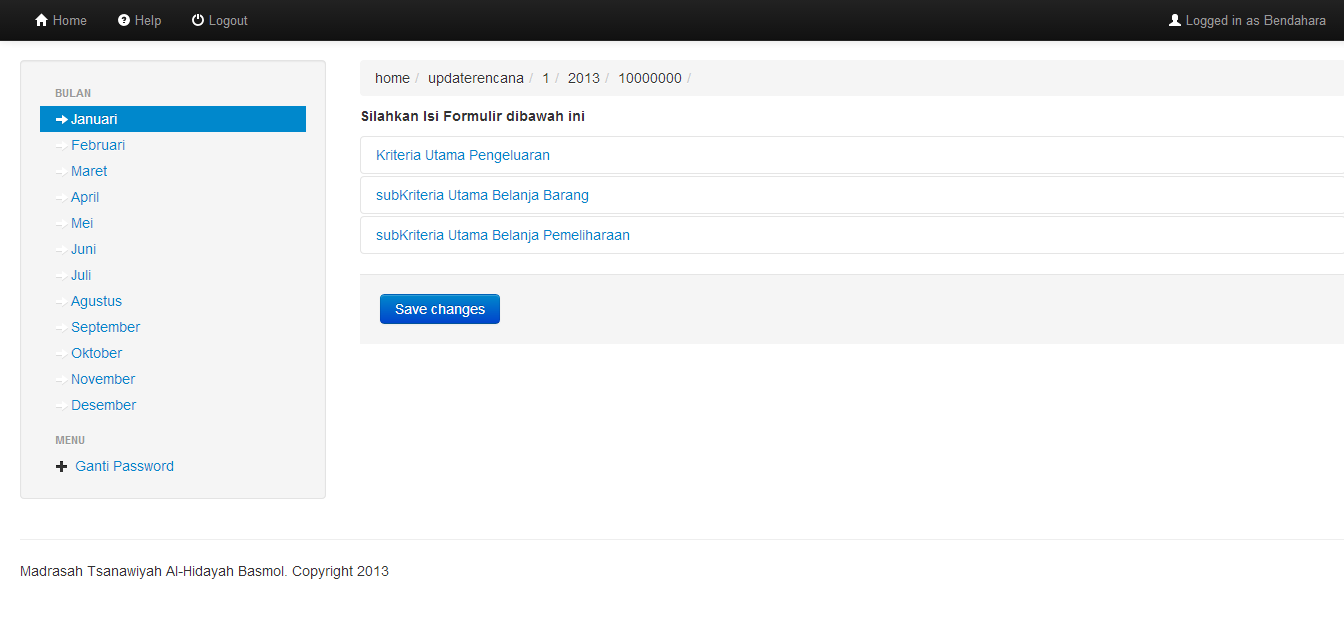 Home Help Logout Logged in as Bendahara
BULAN
Januari
Februari
Maret
April
Mei
Juni
Juli
Agustus
September
Oktober
November
Desember
MENU
Ganti Password
home / updaterencana / 1 / 2013 / 10000000 /
Silahkan Isi Formulir dibawah ini
Kriteria Utama Pengeluaran
subKriteria Utama Belanja Barang
subKriteria Utama Belanja Pemeliharaan
Save changes
Madrasah Tsanawiyah Al-Hidayah Basmol. Copyright 2013